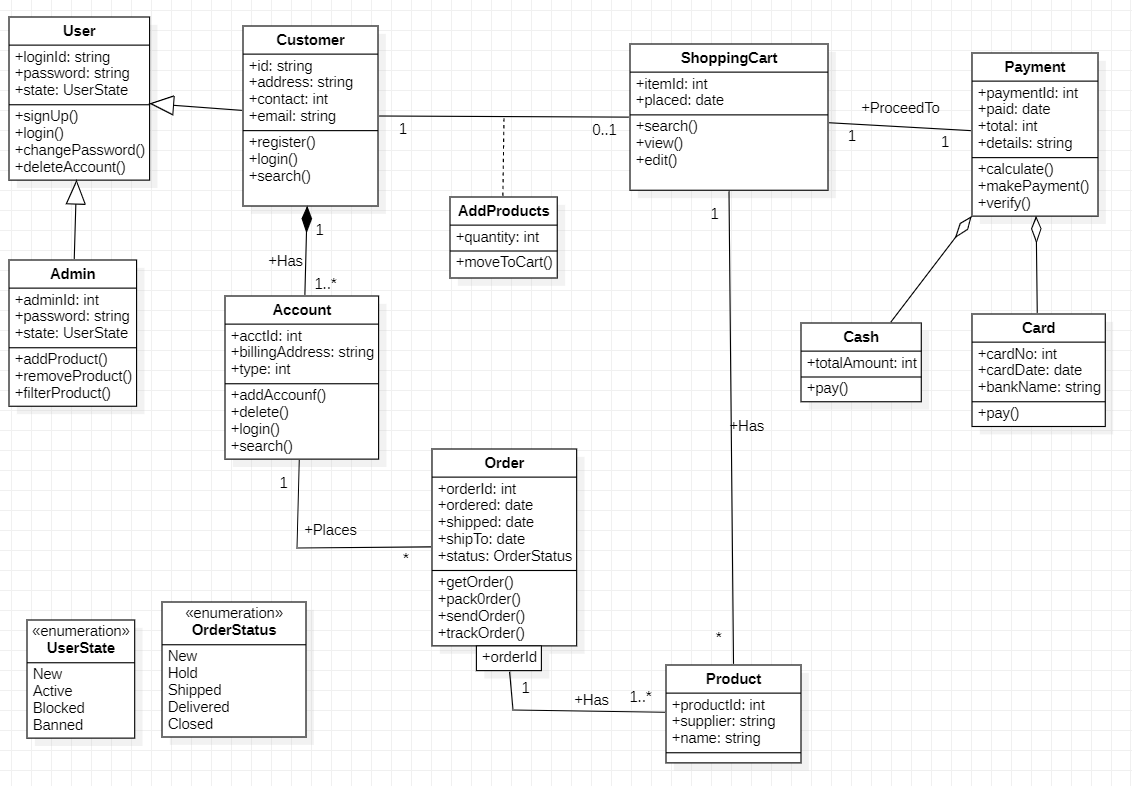 User
+loginId: string
+password: string
+state: UserState
+signUp()
+login()
+changePassword()
+deleteAccount()
Customer
+id: string
+address: string
+contact: int
+email: string
+register()
+login()
+search()
1
0..1
ShoppingCart
+itemId: int
+placed: date
+search()
+view()
+edit()
+ProceedTo
1
1
Payment
+paymentId: int
+paid: date
+total: int
+details: string
+calculate()
+makePayment()
+verify()
AddProducts
+quantity: int
+moveToCart()
1
+Has
1..*
Admin
+adminId: int
+password: string
+state: UserState
+addProduct()
+removeProduct()
+filterProduct()
Account
+acctId: int
+billingAddress: string
+type: int
+addAccounf()
+delete()
+login()
+search()
1
+Has
*
Cash
+totalAmount: int
+pay()
Card
+cardNo: int
+cardDate: date
+bankName: string
+pay()
1
+Places
*
Order
+orderId: int
+ordered: date
+shipped: date
+shipTo: date
+status: OrderStatus
+getOrder()
+pack0rder()
+sendOrder()
+trackOrder()
+orderId
1
+Has
1..*
«enumeration»
UserState
New
Active
Blocked
Banned
«enumeration»
OrderStatus
New
Hold
Shipped
Delivered
Closed
Product
+productId: int
+supplier: string
+name: string